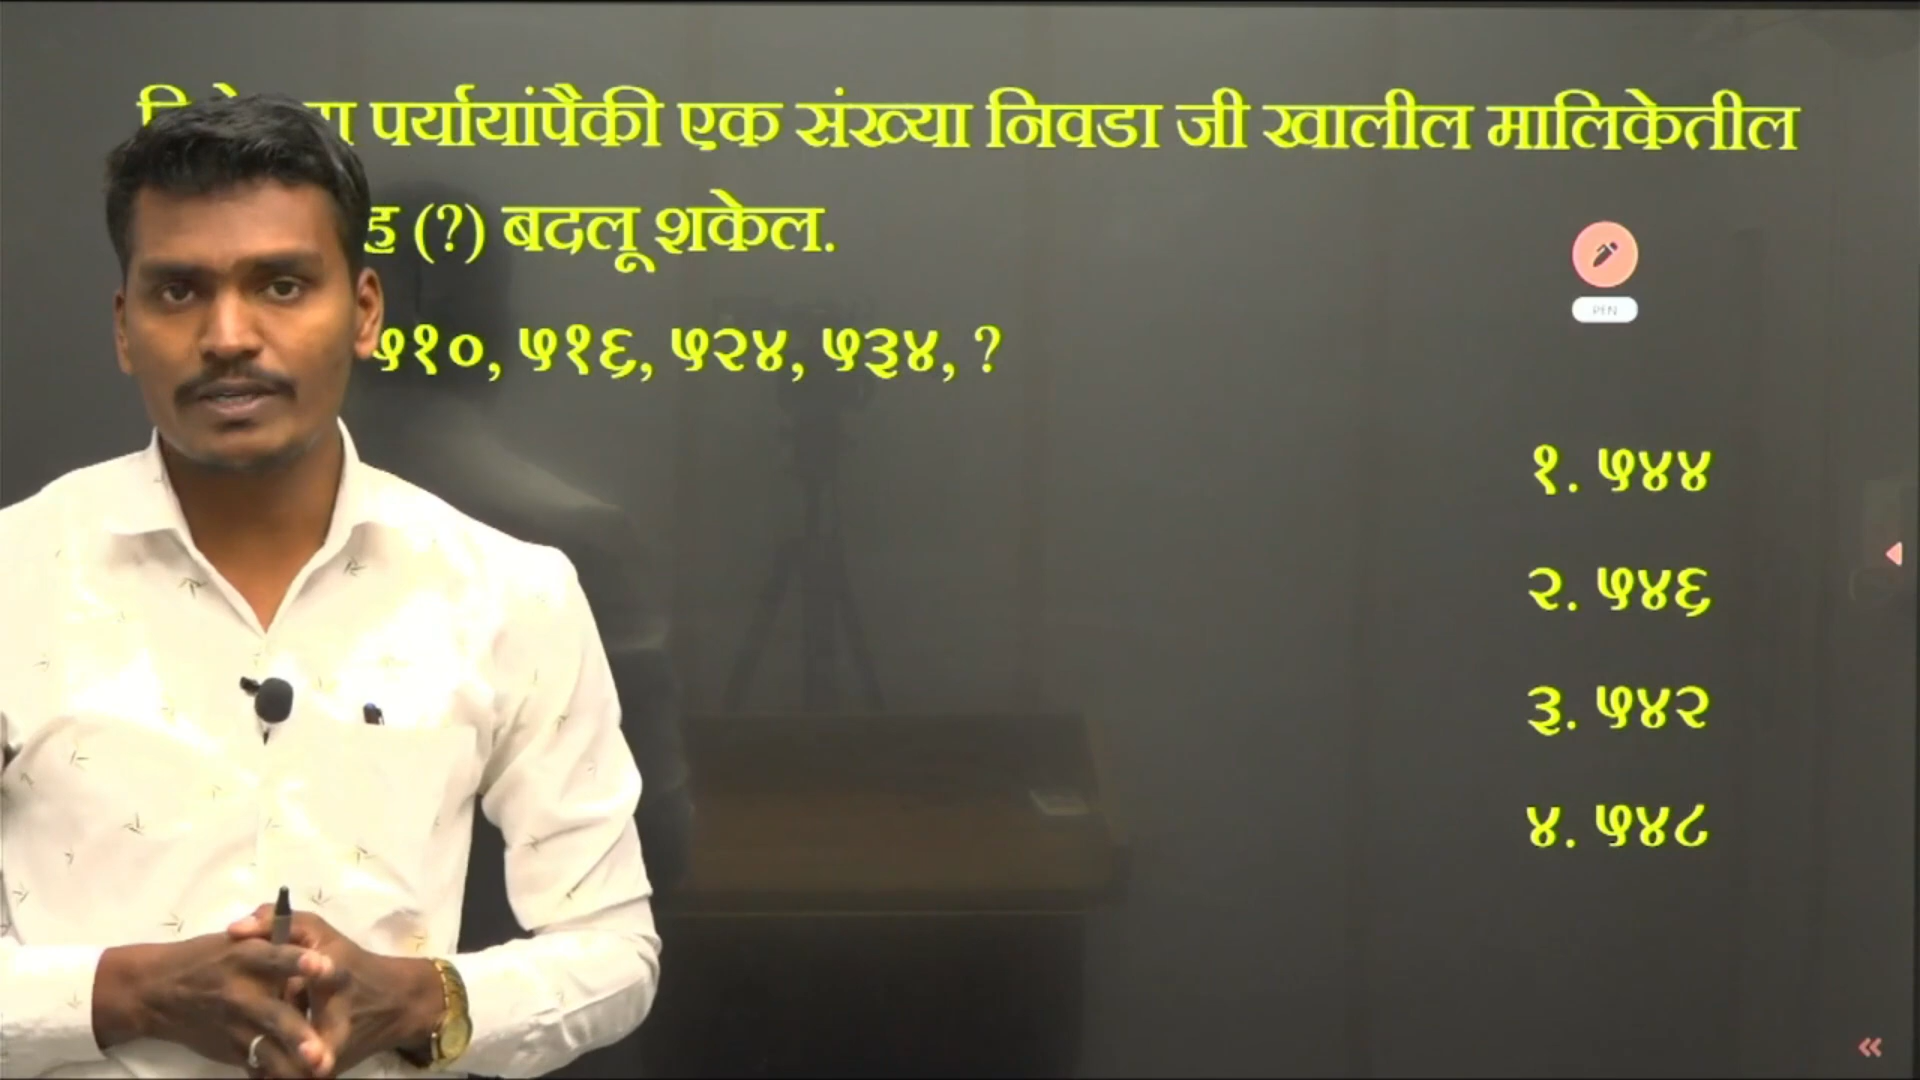 पर्यायांपैकी एक संख्या निवडा जी खालील मालिकेतील
(?) बदलू शकेल.
५१०, ५१६, ५२४, ५३४, ?
PEN
१. ५४४
२. ५४६
३. ५४२
४. ५४८